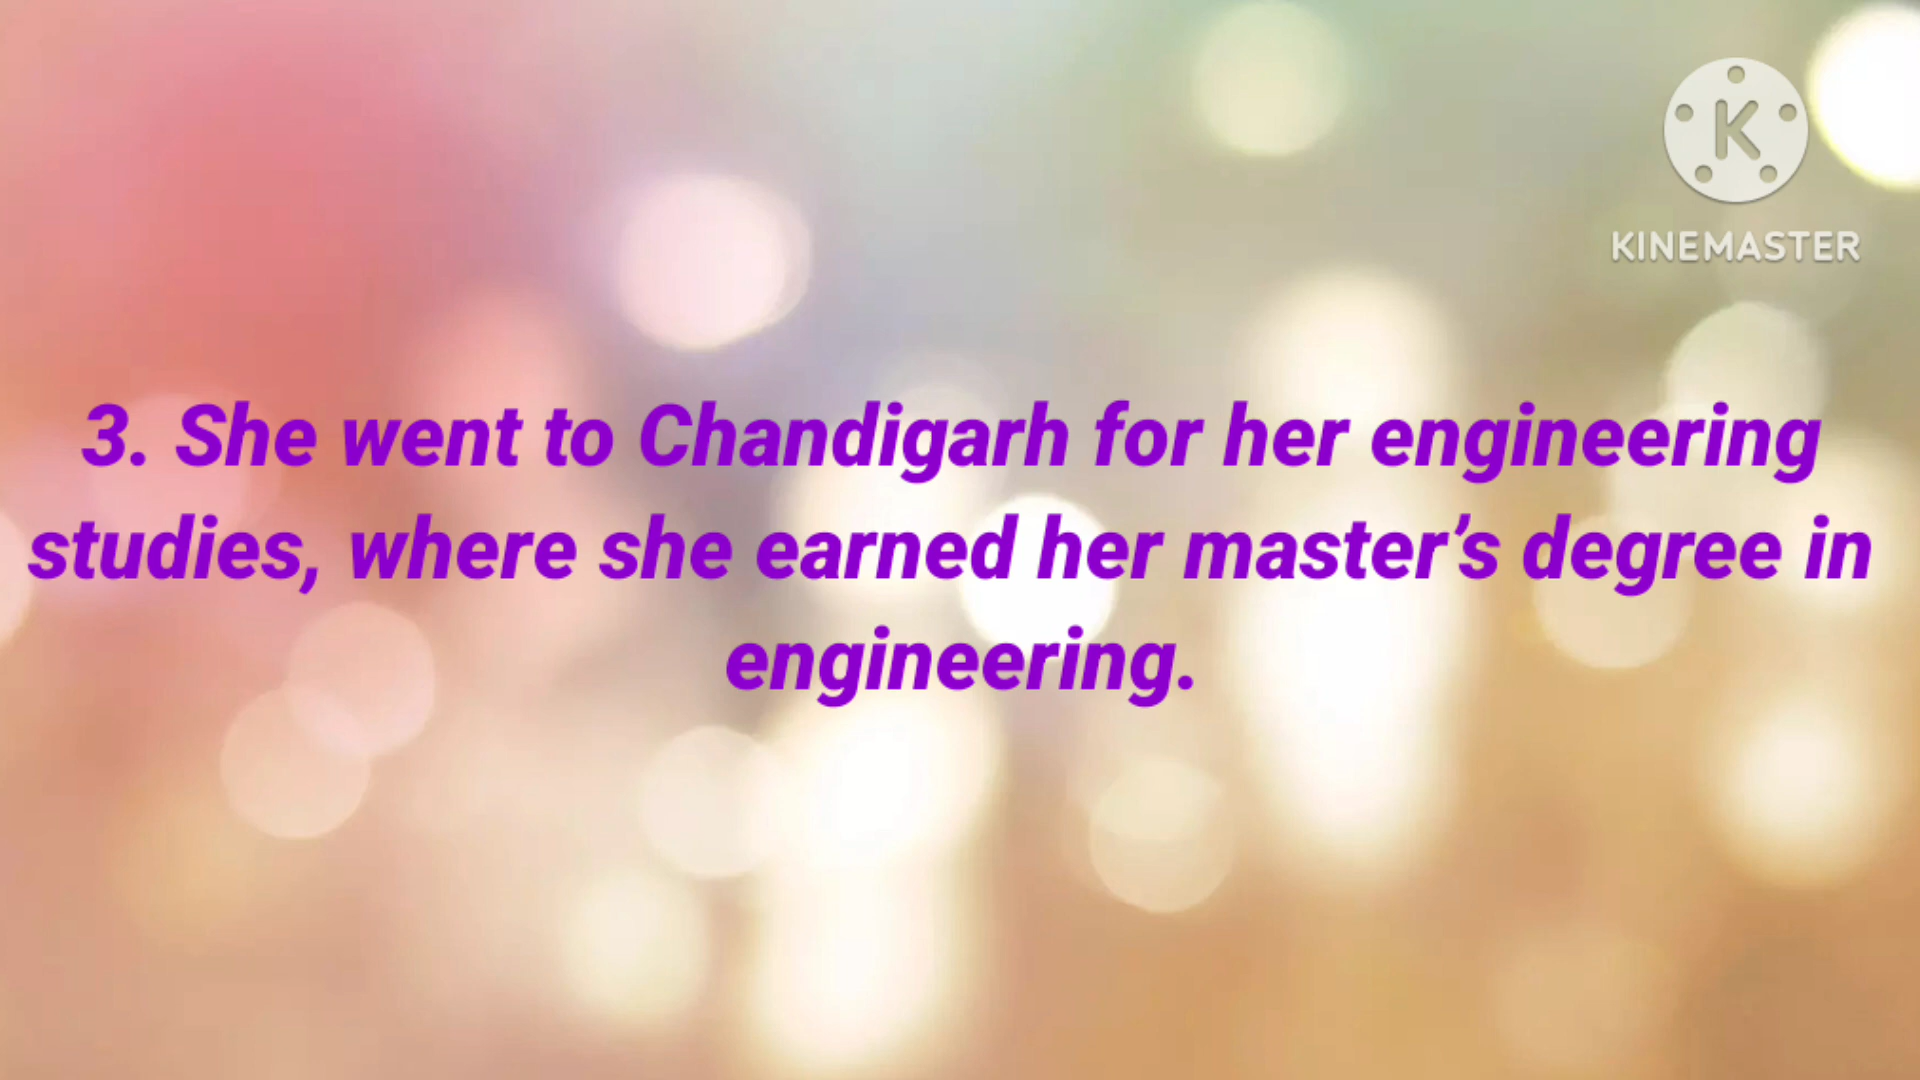 K
KINEMASTER
3. She went to Chandigarh for her engineering
studies, where she earned her master’s degree in
engineering.